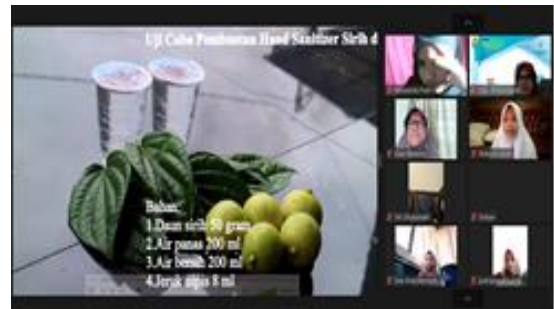 Uji Coba Pembuatan Hand Sanitizer Sirih d
Bahan:
1.Daun sirih 50 gram
2.Air panas 200 ml
3.Air bersih 200 ml
4.Jeruk nipis 8 ml